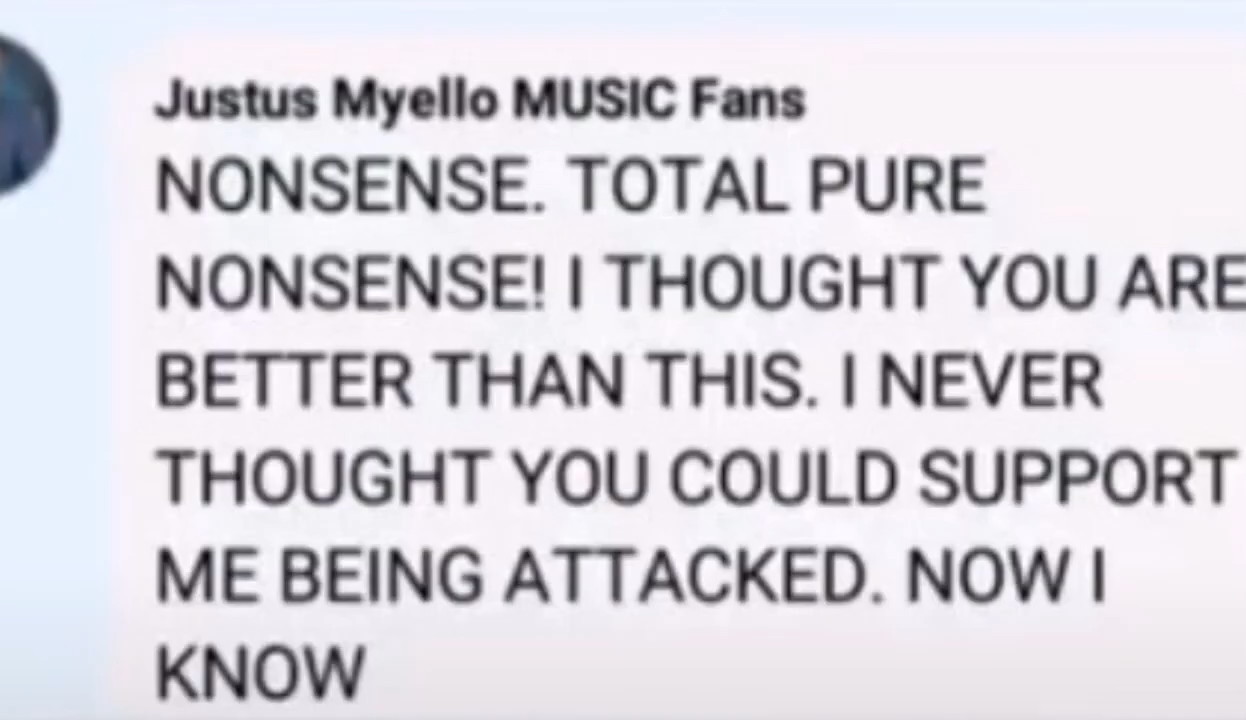 Justus Myello MUSIC Fans
NONSENSE. TOTAL PURE
NONSENSE! I THOUGHT YOU ARE
BETTER THAN THIS. I NEVER
THOUGHT YOU COULD SUPPORT
ME BEING ATTACKED. NOW I
KNOW